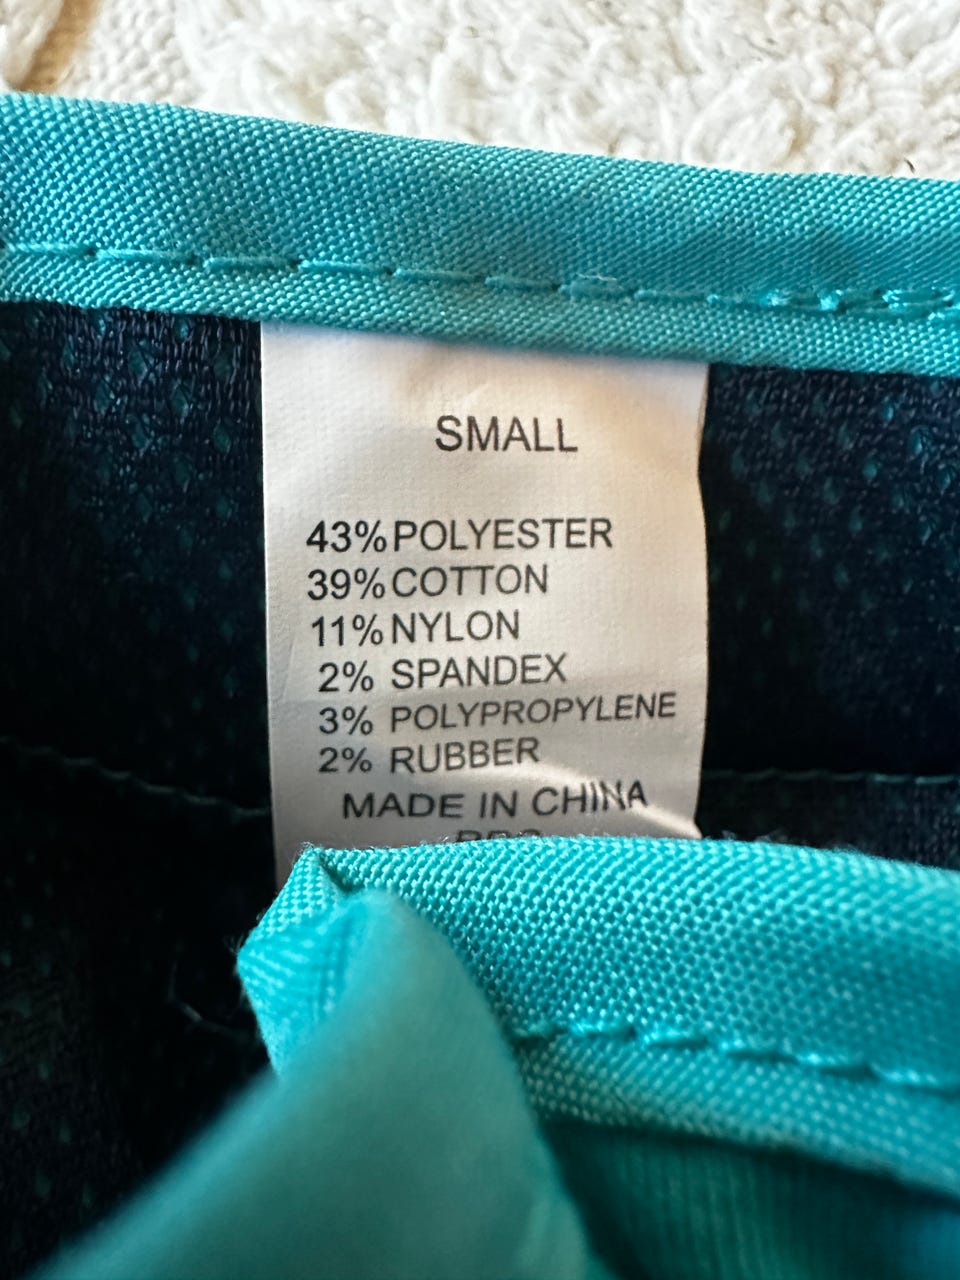 SMALL
43% POLYESTER
39% COTTON
11% NYLON
2% SPANDEX
3% POLYPROPYLENE
2% RUBBER
MADE IN CHINA